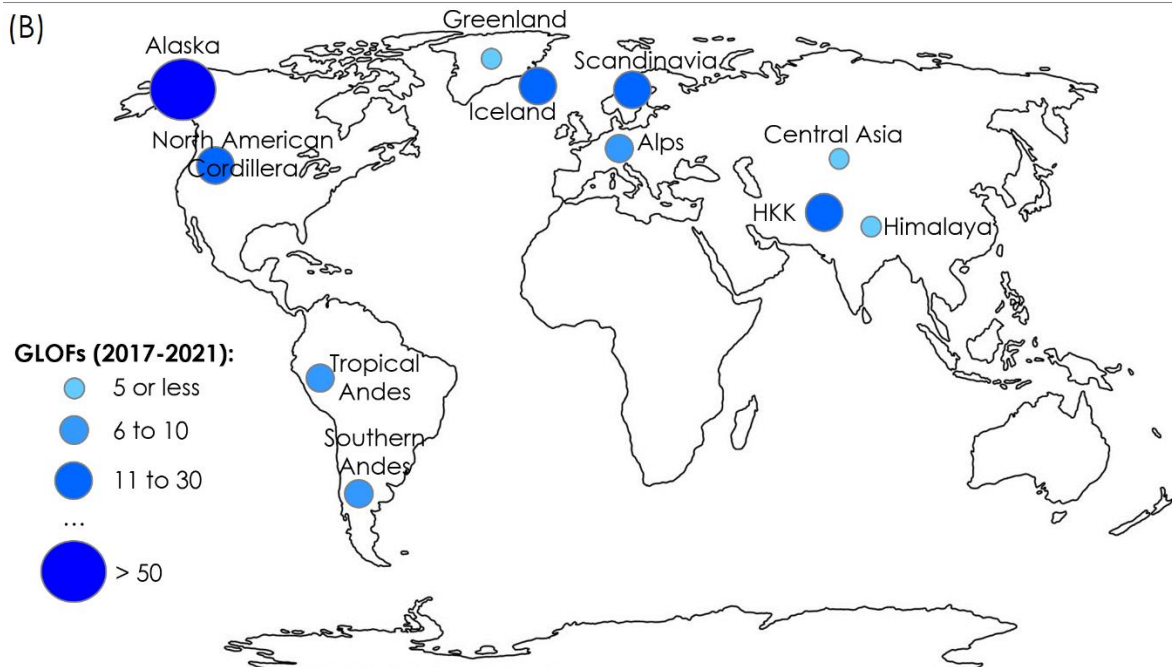 (B)
Greenland
Alaska
Scandinavia
Iceland
North American
Cordillera
Alps
Central Asia
HKK
Himalaya
GLOFs (2017-2021):
5 or less
6 to 10
11 to 30
...
> 50
Tropical
Andes
Southern
Andes